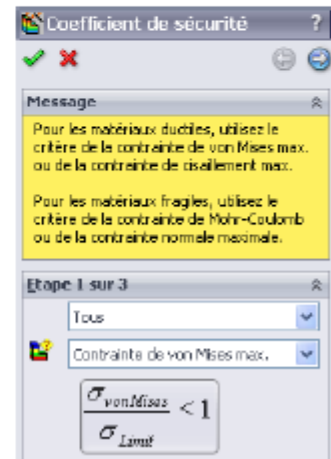 Coefficient de sécurité ?
Message
Pour les matériaux ductiles, utilisez le
critère de la contrainte de von Mises max.
ou de la contrainte de cisaillement max.
Pour les matériaux fragiles, utilisez le
critère de la contrainte de Mohr-Coulomb
ou de la contrainte normale maximale.
Etape 1 sur 3
Tous
Contrainte de von Mises max.
σ vonMises / σ Limit < 1